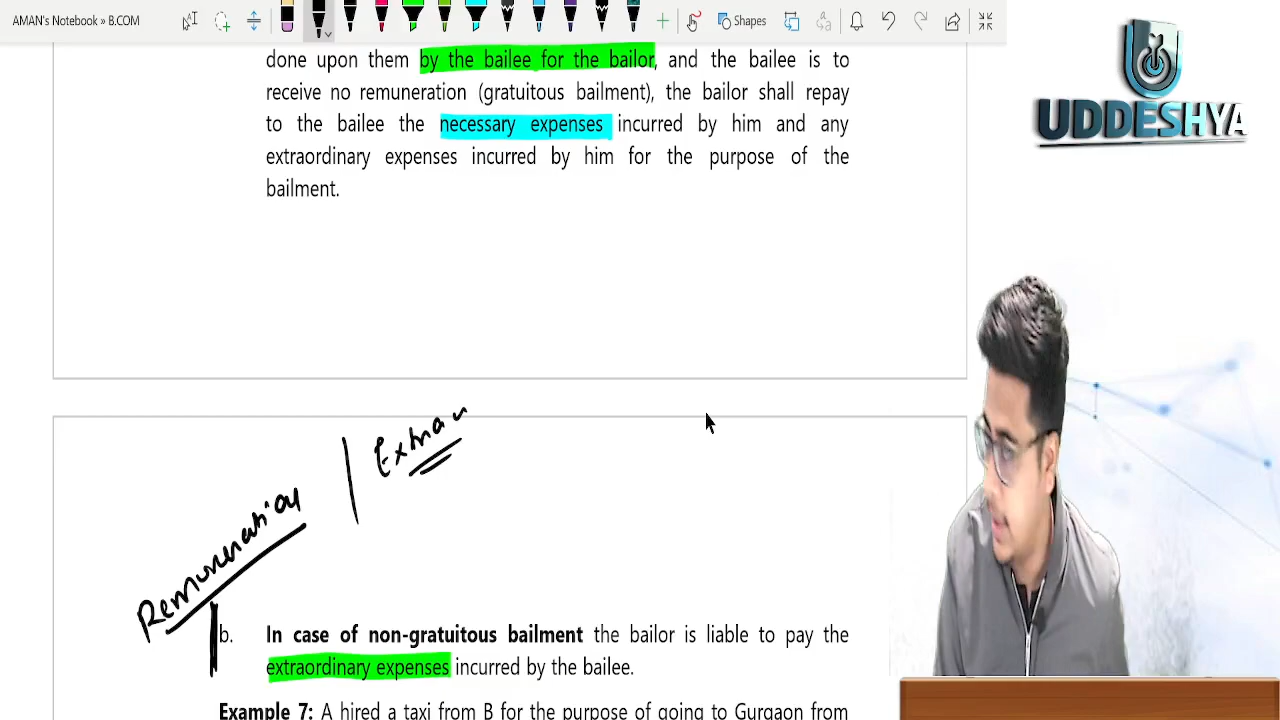 AMAN's Notebook » B.COM
Shapes
UDDESHYA
done upon them by the bailee for the bailor, and the bailee is to
receive no remuneration (gratuitous bailment), the bailor shall repay
to the bailee the necessary expenses incurred by him and any
extraordinary expenses incurred by him for the purpose of the
bailment.
Extra
Remuneration
b. In case of non-gratuitous bailment the bailor is liable to pay the
extraordinary expenses incurred by the bailee.
Example 7: A hired a taxi from B for the purpose of going to Gurgaon from